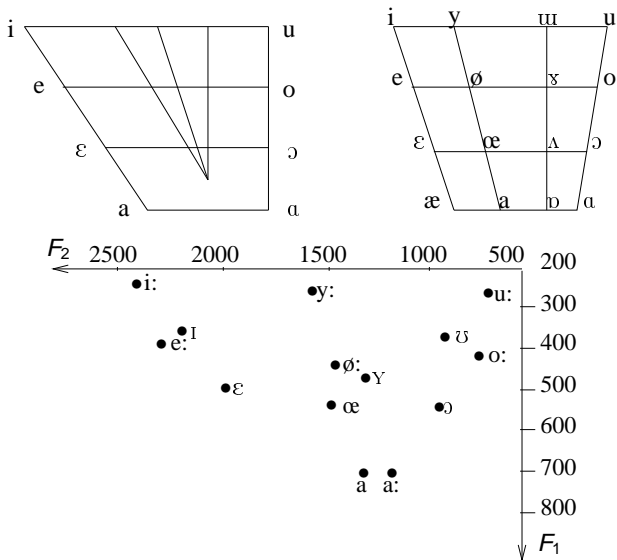 i u
e o
ɛ ɔ
a ɑ
i y ɯ u
e ø ɤ o
ɛ œ ʌ ɔ
æ a ɒ ɑ
F₂ 2500 2000 1500 1000 500 200
i: y: u: 300
ɪ e: ʊ 400
ø: ʏ o:
ɛ 500
œ ɔ
600
a a: 700
800
F₁